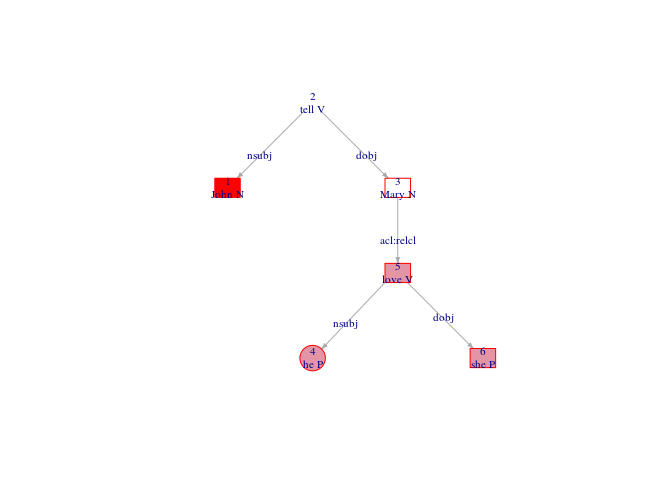 2
tell V
nsubj
dobj
1
John N
3
Mary N
acl:relcl
5
love V
nsubj
dobj
4
he P
6
she P